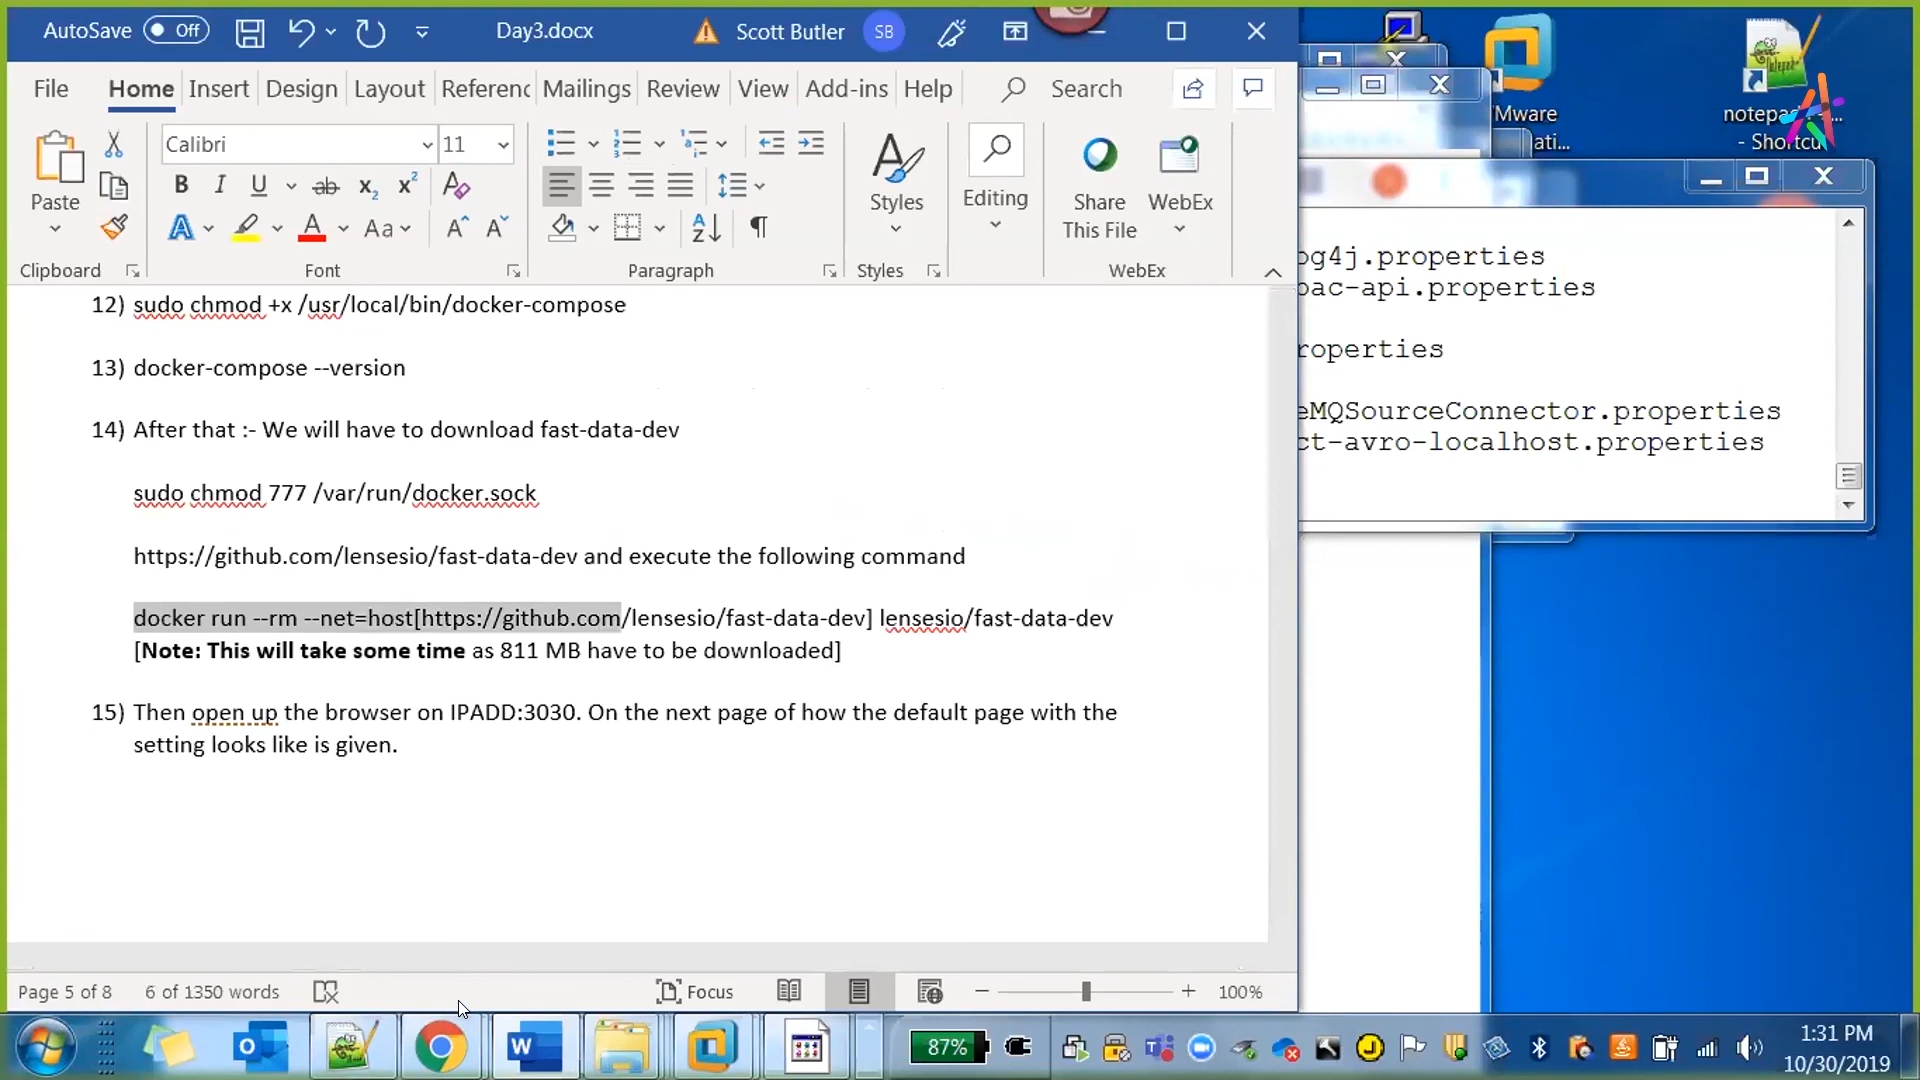 AutoSave Off Day3.docx Scott Butler SB
File Home Insert Design Layout Referenc Mailings Review View Add-ins Help Search
Calibri 11
Paste Styles Editing Share This File WebEx
Clipboard Font Paragraph Styles WebEx
12) sudo chmod +x /usr/local/bin/docker-compose
13) docker-compose --version
14) After that :- We will have to download fast-data-dev
sudo chmod 777 /var/run/docker.sock
https://github.com/lensesio/fast-data-dev and execute the following command
docker run --rm --net=host[https://github.com/lensesio/fast-data-dev] lensesio/fast-data-dev
[Note: This will take some time as 811 MB have to be downloaded]
15) Then open up the browser on IPADD:3030. On the next page of how the default page with the
setting looks like is given.
Page 5 of 8 6 of 1350 words Focus 100%
og4j.properties
pac-api.properties
roperties
eMQSourceConnector.properties
ct-avro-localhost.properties
Mware
ati...
notepad
- Shortcu
87%
1:31 PM
10/30/2019